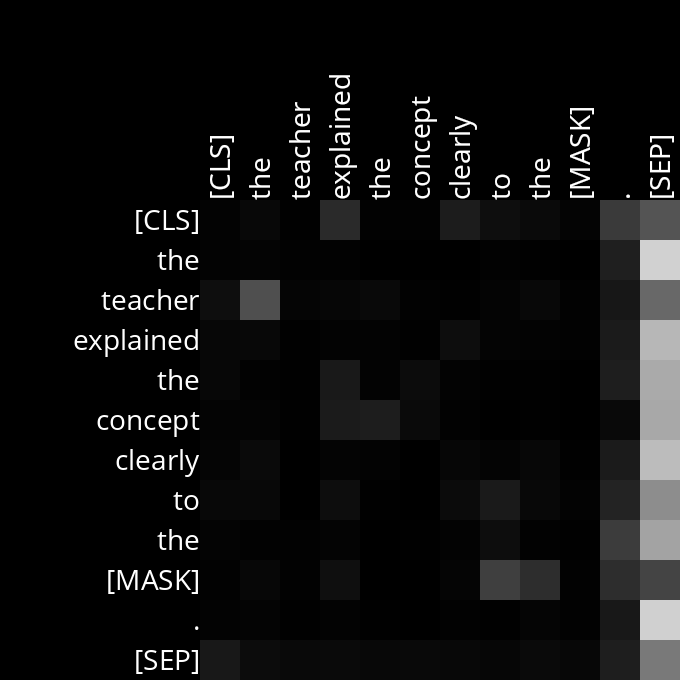 [CLS]
the
teacher
explained
the
concept
clearly
to
the
[MASK]
.
[SEP]
[CLS]
the
teacher
explained
the
concept
clearly
to
the
[MASK]
.
[SEP]